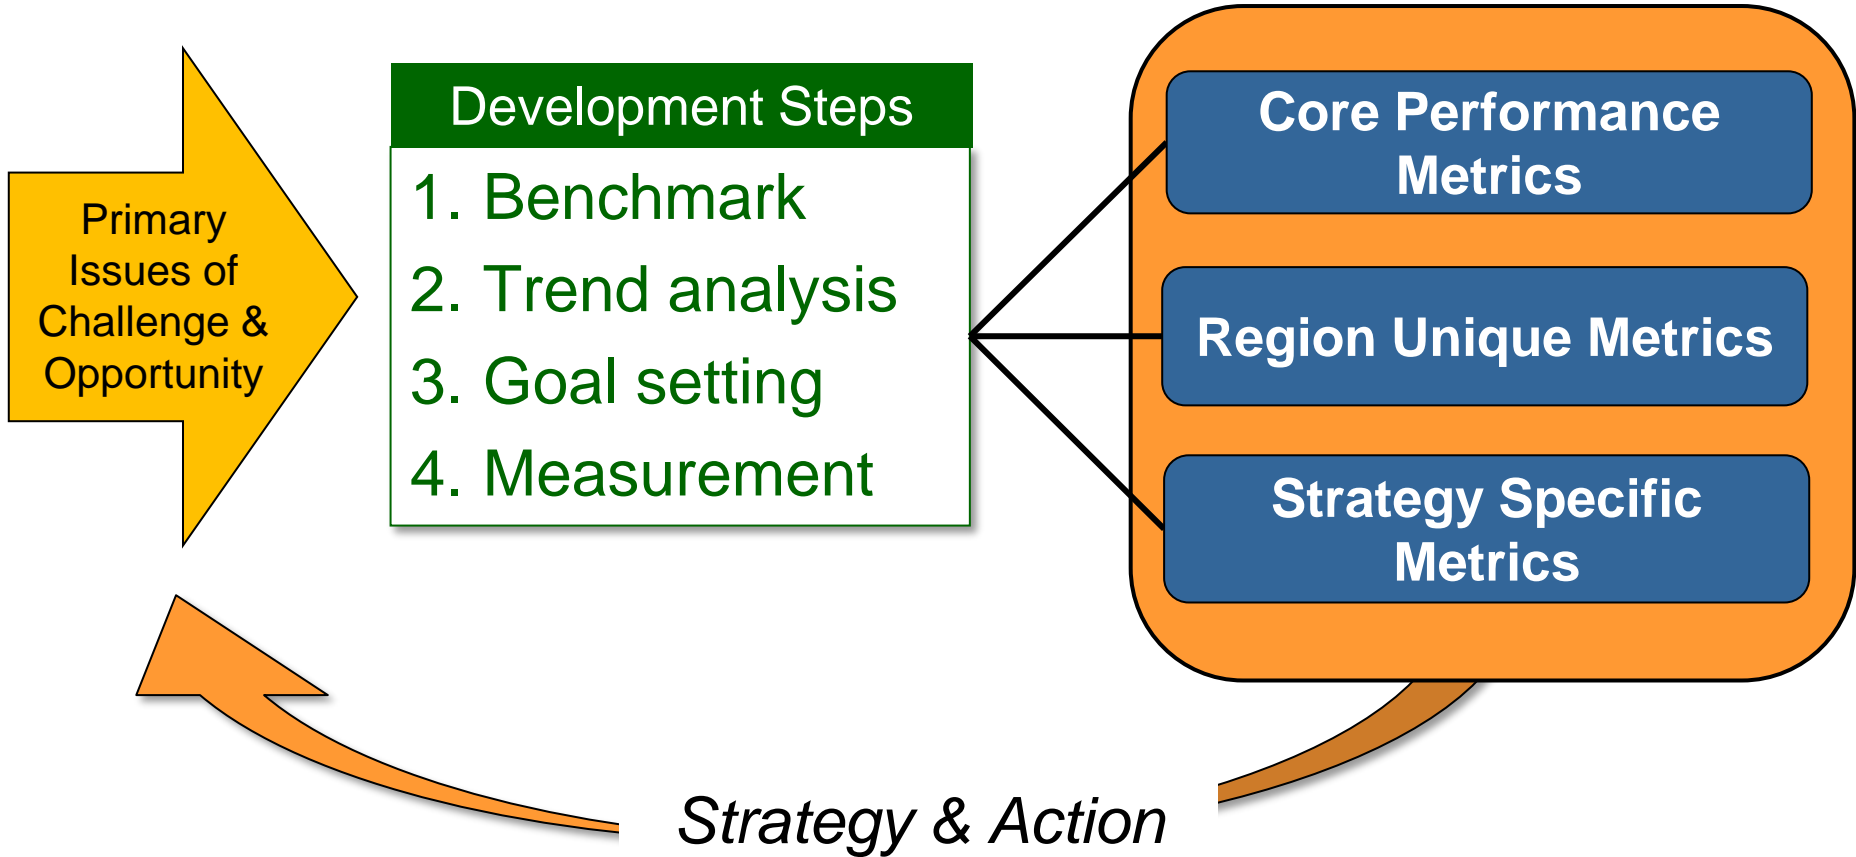 Primary
Issues of
Challenge &
Opportunity
Development Steps
1. Benchmark
2. Trend analysis
3. Goal setting
4. Measurement
Core Performance
Metrics
Region Unique Metrics
Strategy Specific
Metrics
Strategy & Action